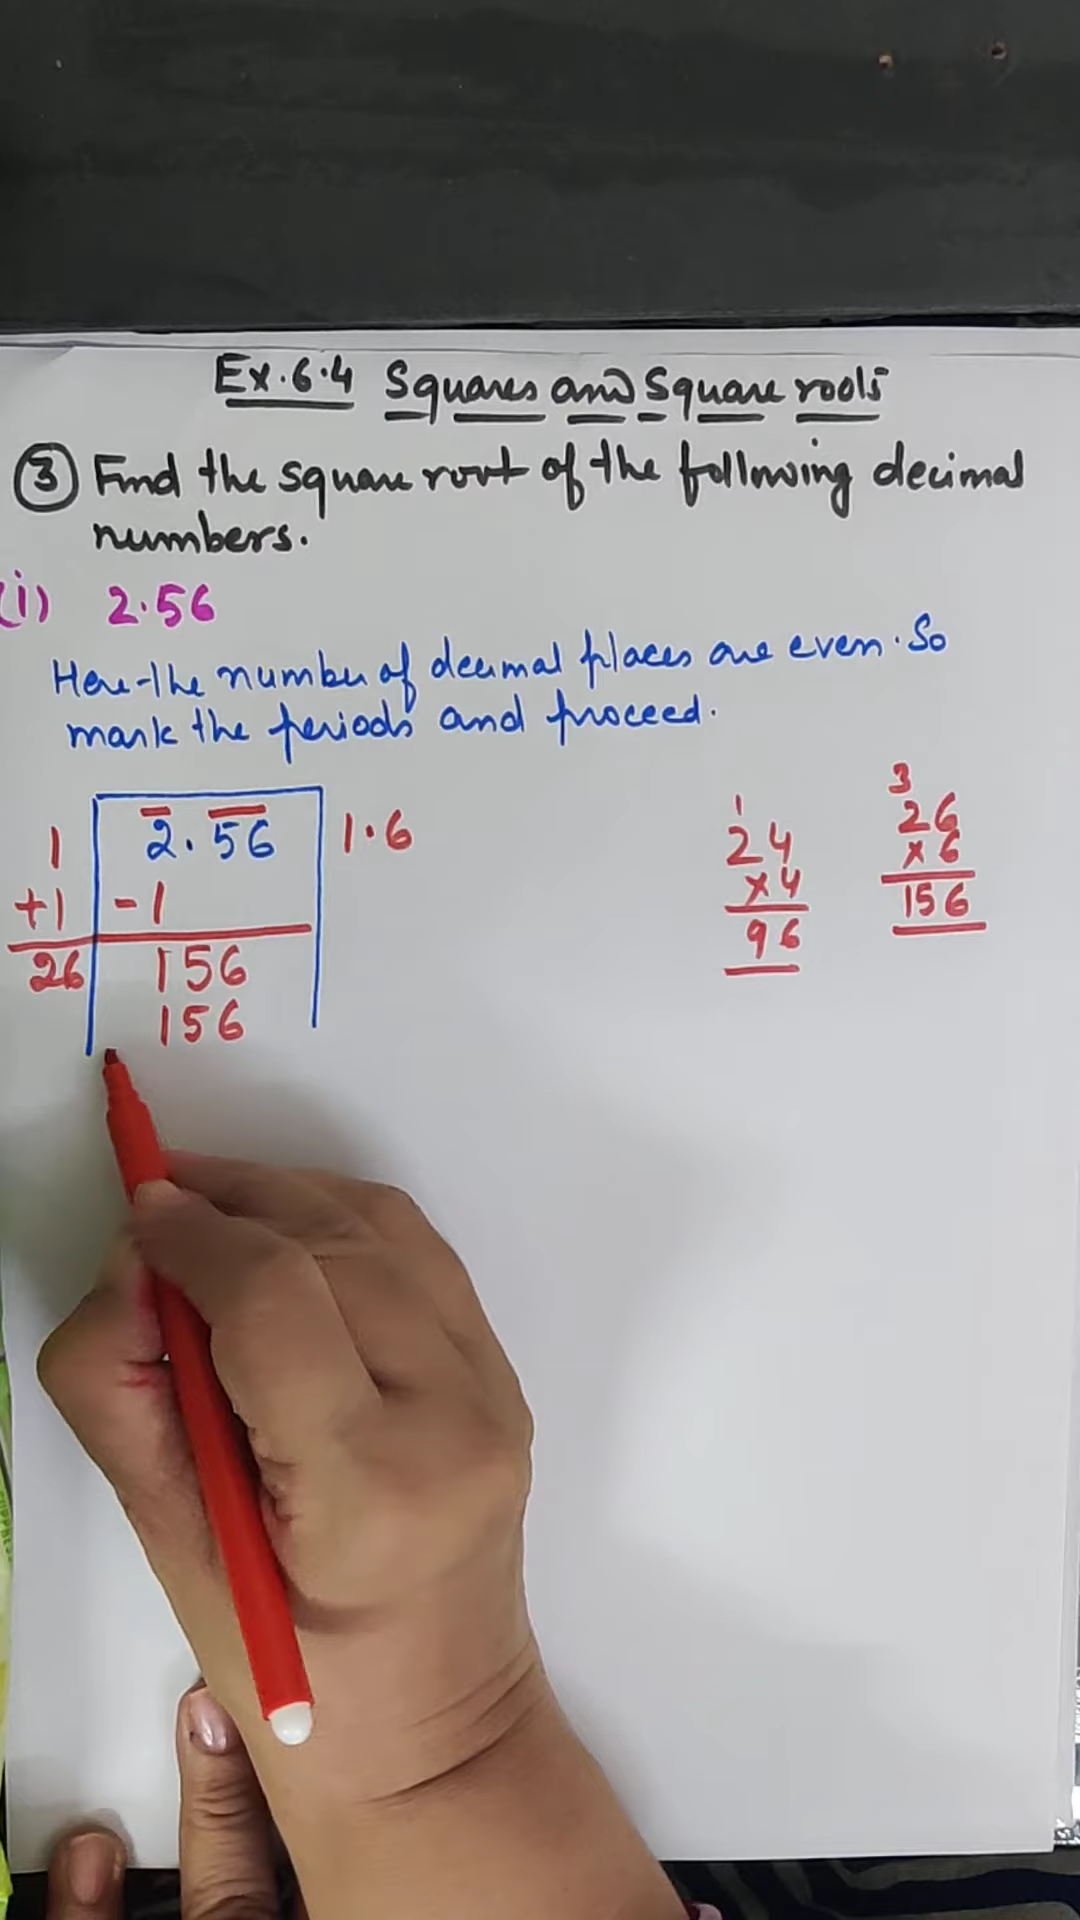 Ex.6.4 Squares and Square roots
③ Find the square root of the following decimal
numbers.
(i) 2.56
Here the number of decimal places are even. So
mark the periods and proceed.
1 2.56 1.6
+1 -1
26 156
156
1
24
×4
96
3
26
×6
156